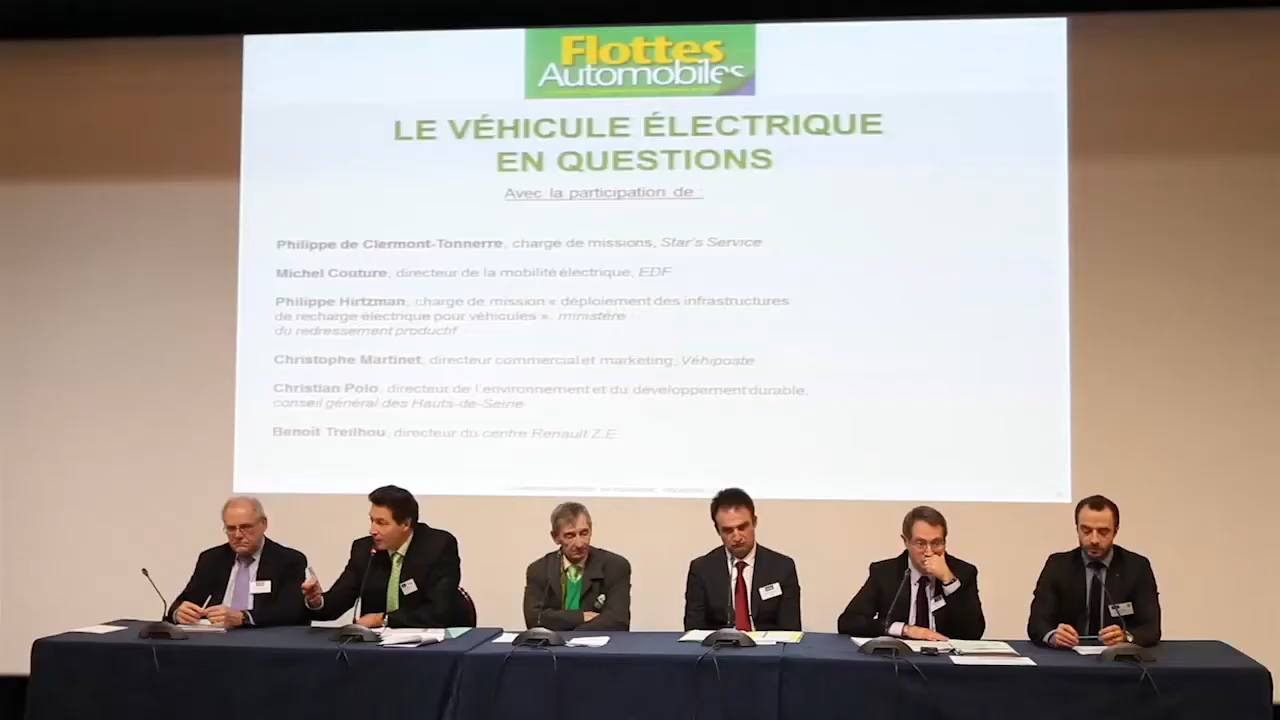 Flottes
Automobiles
LE VÉHICULE ÉLECTRIQUE
EN QUESTIONS
Avec la participation de :
Philippe de Clermont-Tonnerre, chargé de missions, Star's Service
Michel Couture, directeur de la mobilité électrique, EDF
Philippe Hirtzman, chargé de mission « déploiement des infrastructures
de recharge électrique pour véhicules », ministère
du redressement productif
Christophe Martinet, directeur commercial et marketing, Véhiposte
Christian Polo, directeur de l'environnement et du développement durable,
conseil général des Hauts-de-Seine
Benoît Treilhou, directeur du centre Renault Z.E